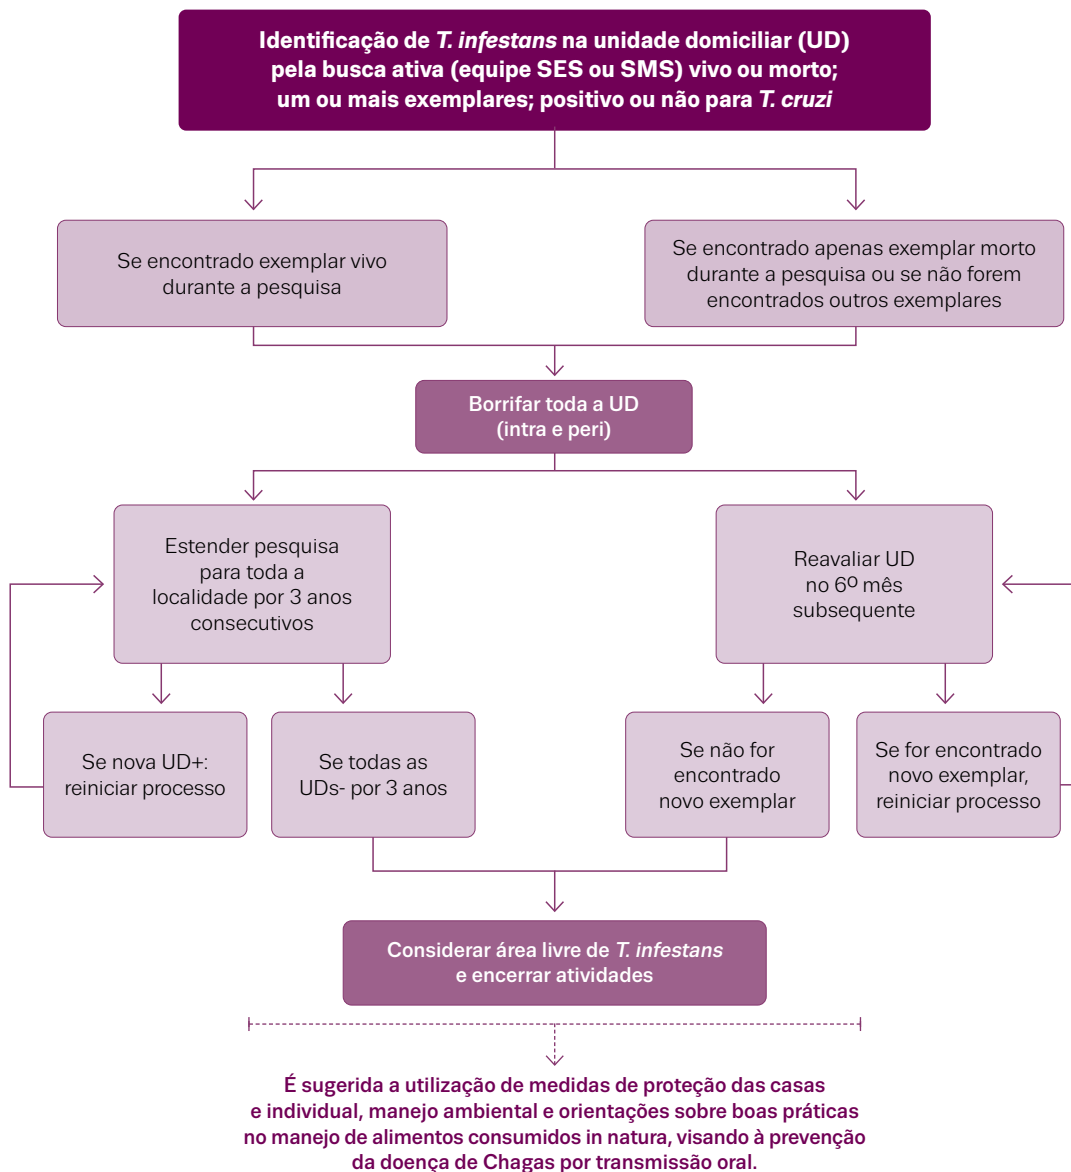 Identificação de T. infestans na unidade domiciliar (UD)
pela busca ativa (equipe SES ou SMS) vivo ou morto;
um ou mais exemplares; positivo ou não para T. cruzi
Se encontrado exemplar vivo
durante a pesquisa
Se encontrado apenas exemplar morto
durante a pesquisa ou se não forem
encontrados outros exemplares
Borrifar toda a UD
(intra e peri)
Estender pesquisa
para toda a
localidade por 3 anos
consecutivos
Reavaliar UD
no 6º mês
subsequente
Se nova UD+:
reiniciar processo
Se todas as
UDs- por 3 anos
Se não for
encontrado
novo exemplar
Se for encontrado
novo exemplar,
reiniciar processo
Considerar área livre de T. infestans
e encerrar atividades
É sugerida a utilização de medidas de proteção das casas
e individual, manejo ambiental e orientações sobre boas práticas
no manejo de alimentos consumidos in natura, visando à prevenção
da doença de Chagas por transmissão oral.